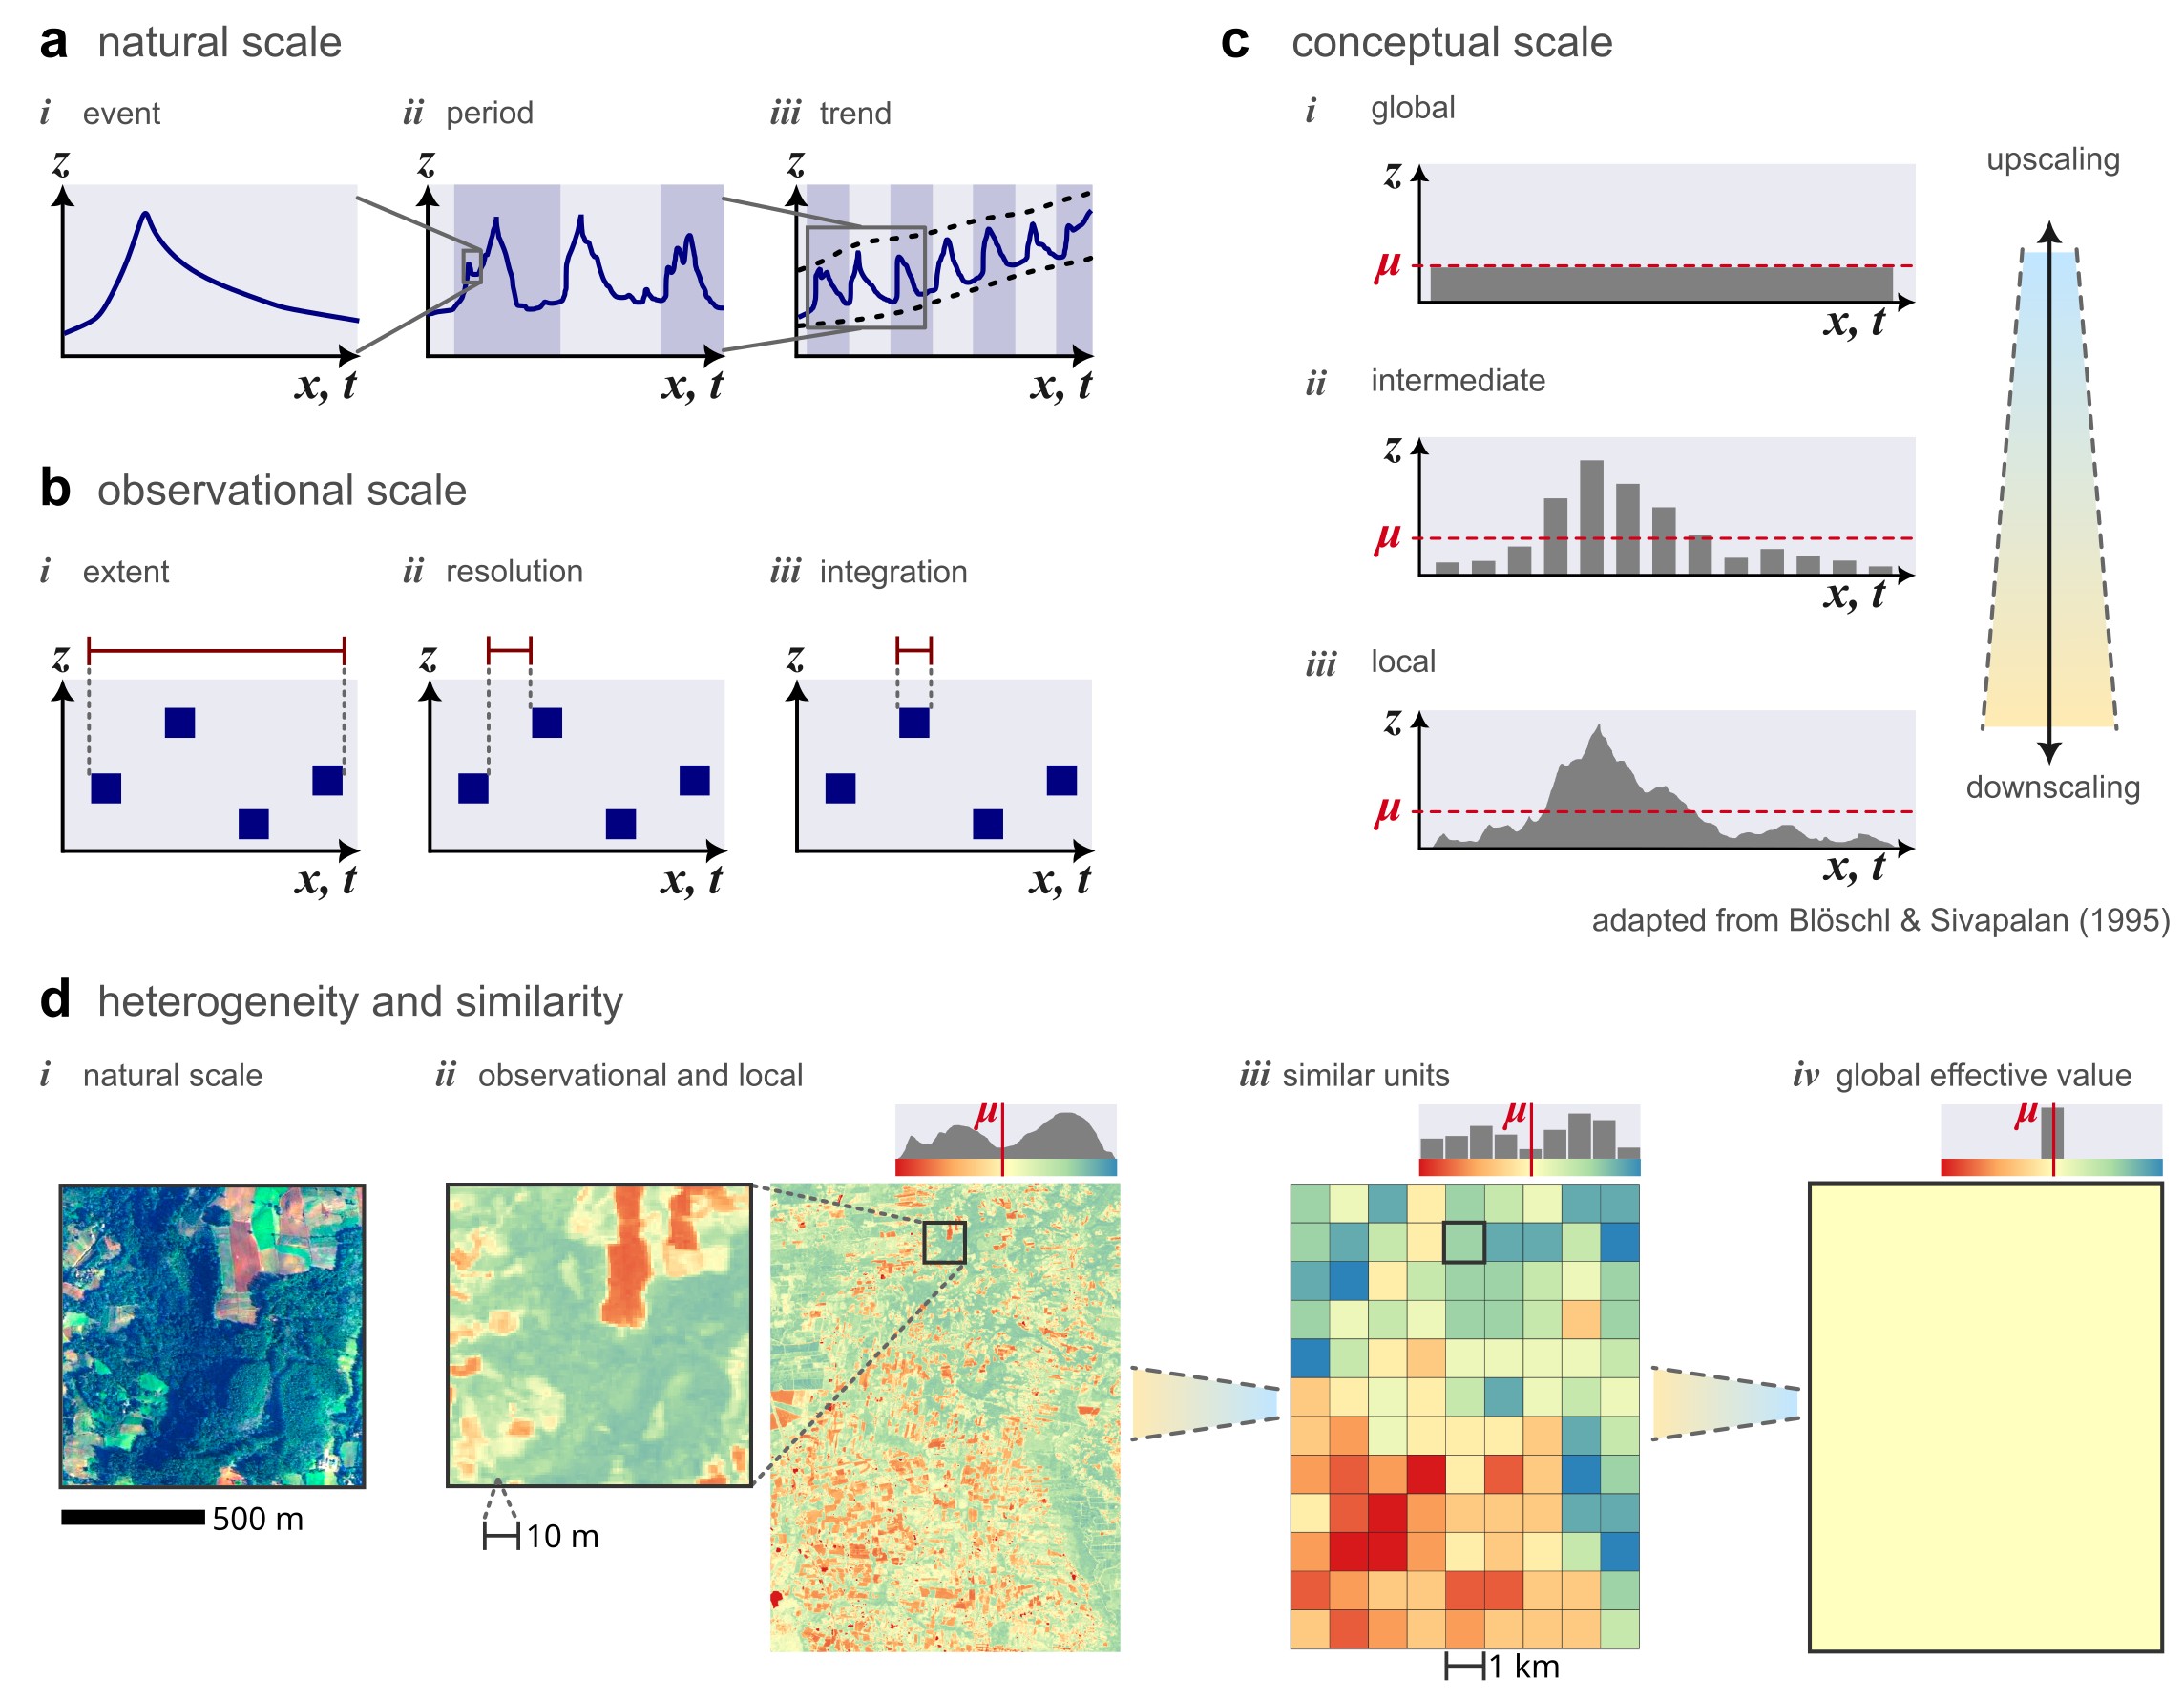 a natural scale
i event
ii period
iii trend
z
z
z
x, t
x, t
x, t
b observational scale
i extent
ii resolution
iii integration
z
z
z
x, t
x, t
x, t
c conceptual scale
i global
z
μ
x, t
ii intermediate
z
μ
x, t
iii local
z
μ
x, t
upscaling
downscaling
adapted from Blöschl & Sivapalan (1995)
d heterogeneity and similarity
i natural scale
ii observational and local
iii similar units
iv global effective value
μ
μ
μ
500 m
10 m
1 km